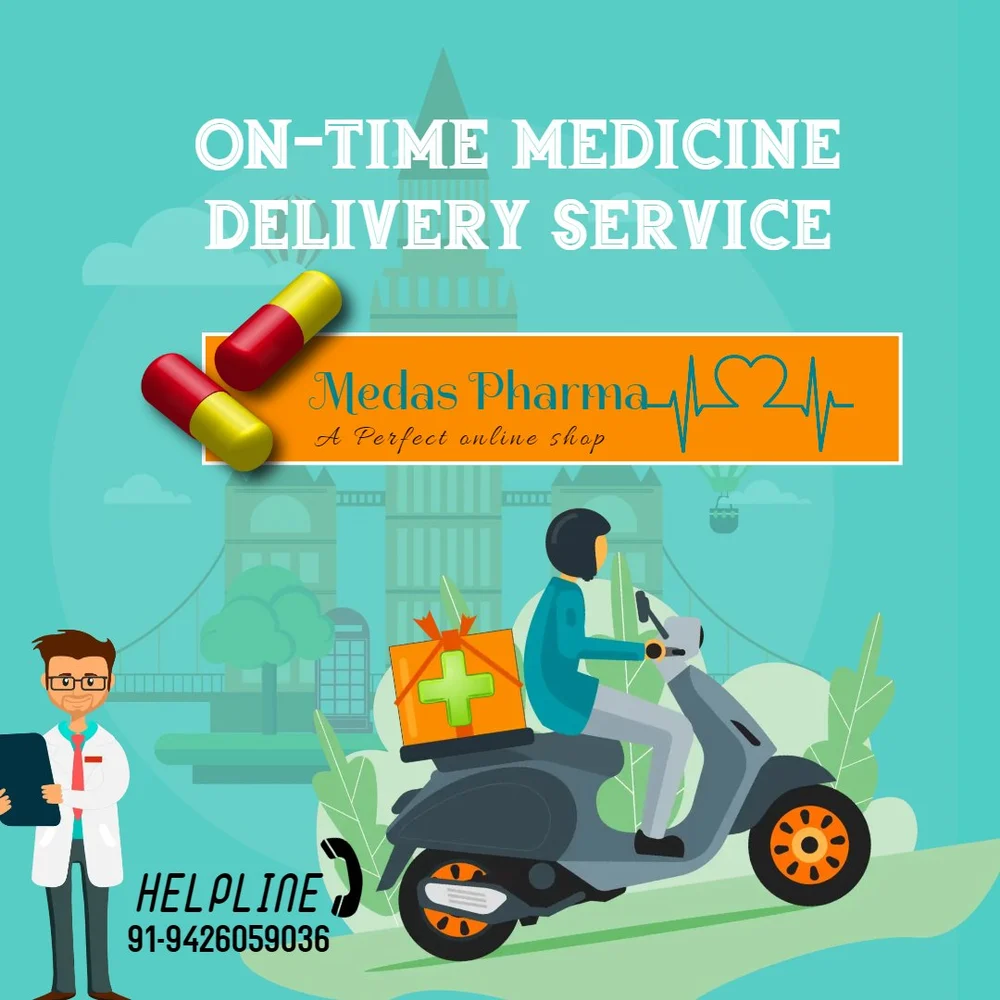 ON-TIME MEDICINE
DELIVERY SERVICE
Medas Pharma
A Perfect online shop
HELPLINE
91-9426059036